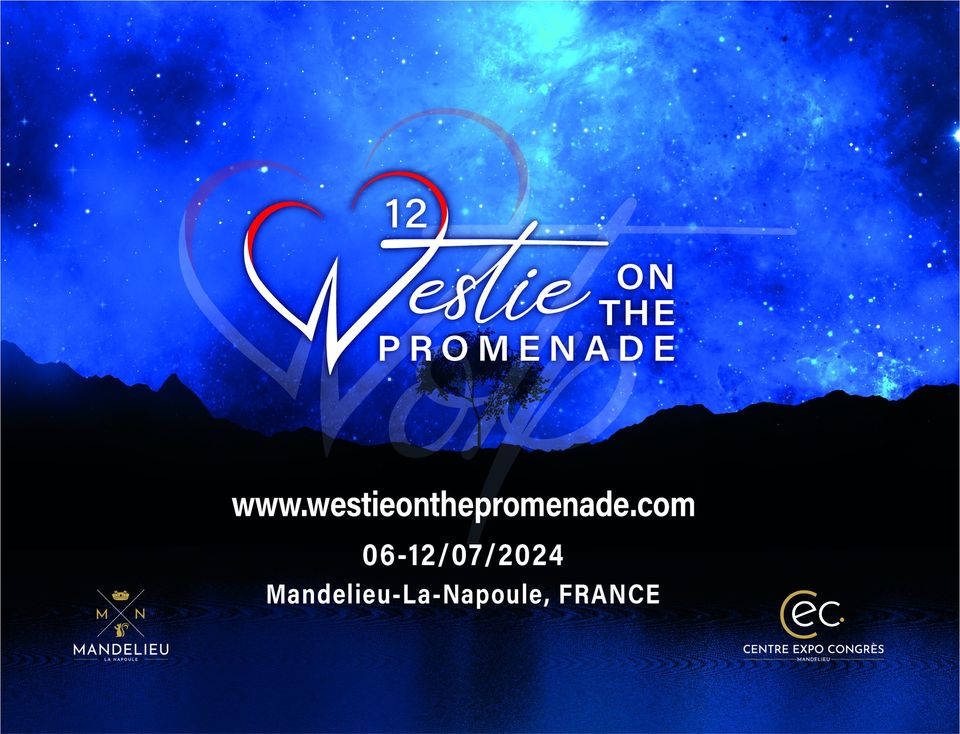 12
Westie
ON
THE
PROMENADE
Wotp
www.westieonthepromenade.com
06-12/07/2024
Mandelieu-La-Napoule, FRANCE
M N
MANDELIEU
LA NAPOULE
CEC
CENTRE EXPO CONGRÈS
MANDELIEU